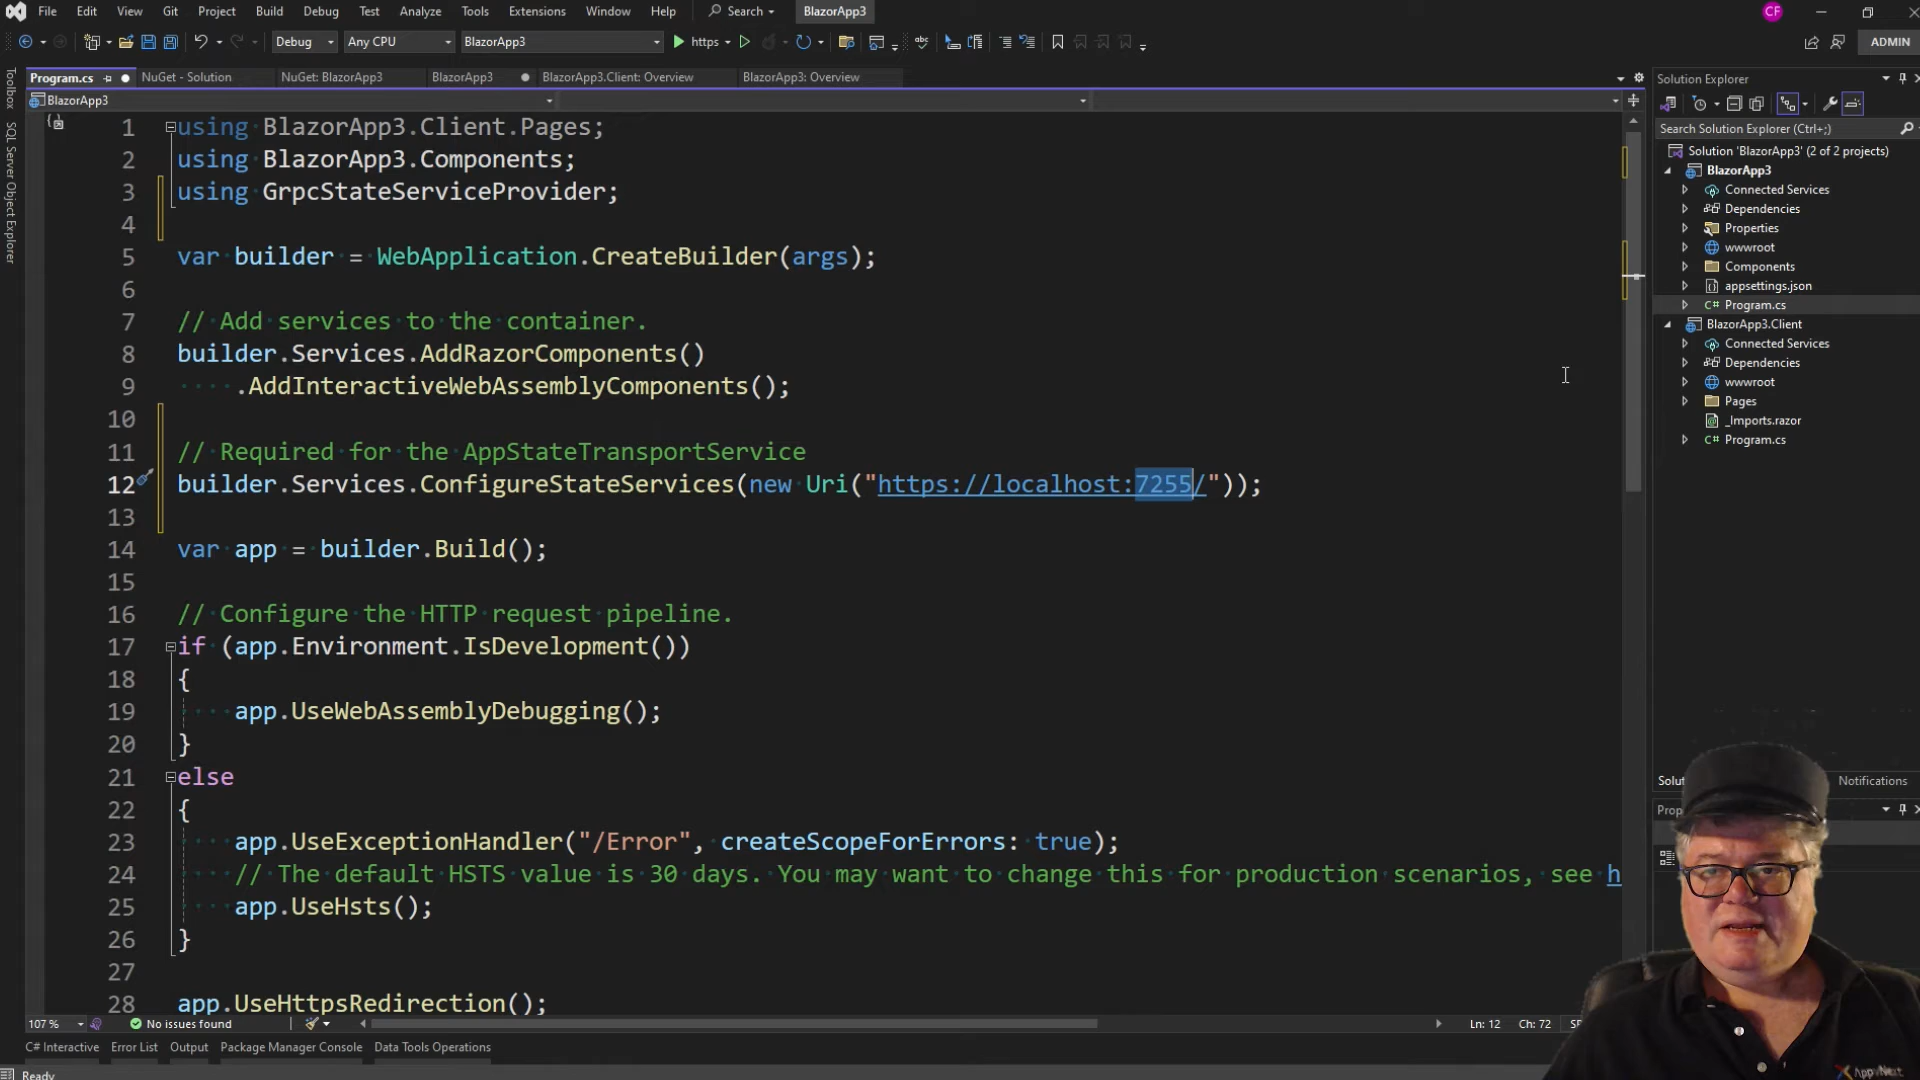 File Edit View Git Project Build Debug Test Analyze Tools Extensions Window Help Search BlazorApp3 CF
Debug Any CPU BlazorApp3 https ADMIN
Program.cs NuGet - Solution NuGet: BlazorApp3 BlazorApp3 BlazorApp3.Client: Overview BlazorApp3: Overview
BlazorApp3
Toolbox
SQL Server Object Explorer
1 using BlazorApp3.Client.Pages;
2 using BlazorApp3.Components;
3 using GrpcStateServiceProvider;
4
5 var builder = WebApplication.CreateBuilder(args);
6
7 // Add services to the container.
8 builder.Services.AddRazorComponents()
9 .AddInteractiveWebAssemblyComponents();
10
11 // Required for the AppStateTransportService
12 builder.Services.ConfigureStateServices(new Uri("https://localhost:7255/"));
13
14 var app = builder.Build();
15
16 // Configure the HTTP request pipeline.
17 if (app.Environment.IsDevelopment())
18 {
19 app.UseWebAssemblyDebugging();
20 }
21 else
22 {
23 app.UseExceptionHandler("/Error", createScopeForErrors: true);
24 // The default HSTS value is 30 days. You may want to change this for production scenarios, see h
25 app.UseHsts();
26 }
27
28 app.UseHttpsRedirection();
107 % No issues found Ln: 12 Ch: 72
C# Interactive Error List Output Package Manager Console Data Tools Operations
Ready
Solution Explorer
Search Solution Explorer (Ctrl+;)
Solution 'BlazorApp3' (2 of 2 projects)
BlazorApp3
Connected Services
Dependencies
Properties
wwwroot
Components
appsettings.json
C# Program.cs
BlazorApp3.Client
Connected Services
Dependencies
wwwroot
Pages
_Imports.razor
C# Program.cs
Solu Notifications
Prop